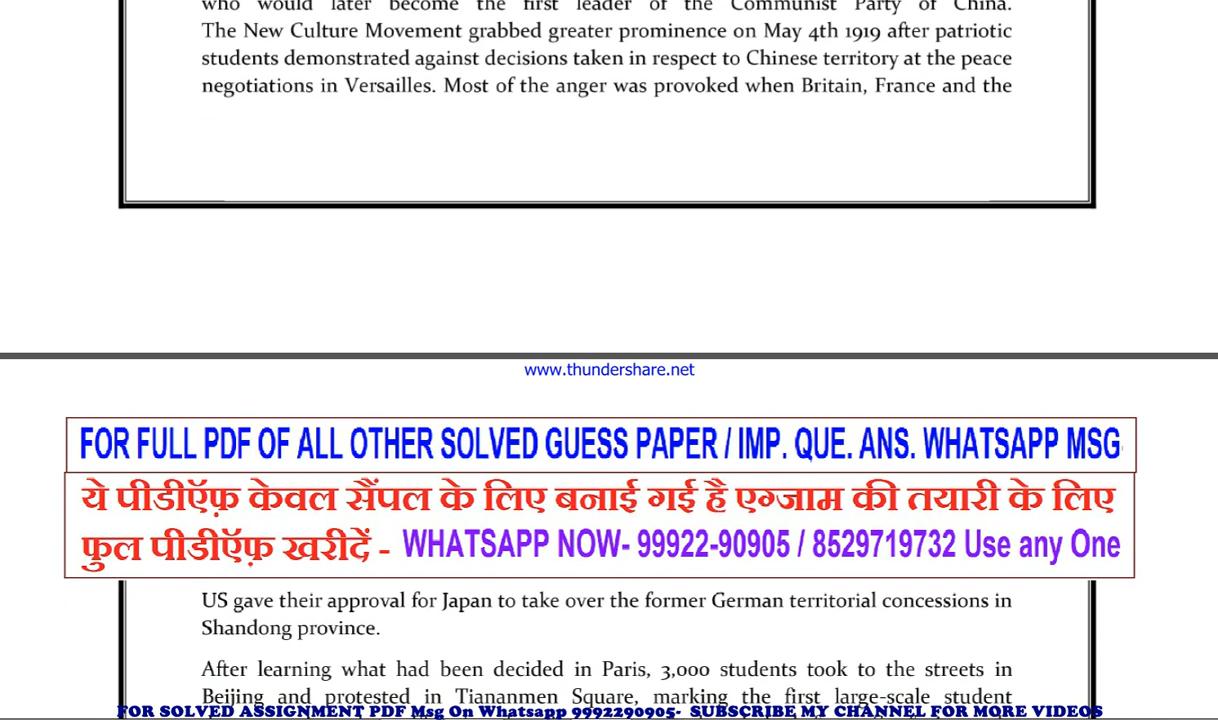 who would later become the first leader of the Communist Party of China.
The New Culture Movement grabbed greater prominence on May 4th 1919 after patriotic
students demonstrated against decisions taken in respect to Chinese territory at the peace
negotiations in Versailles. Most of the anger was provoked when Britain, France and the
www.thundershare.net
FOR FULL PDF OF ALL OTHER SOLVED GUESS PAPER / IMP. QUE. ANS. WHATSAPP MSG
ये पीडीऍफ़ केवल सैंपल के लिए बनाई गई है एग्जाम की तयारी के लिए
फुल पीडीऍफ़ खरीदें - WHATSAPP NOW- 99922-90905 / 8529719732 Use any One
US gave their approval for Japan to take over the former German territorial concessions in
Shandong province.
After learning what had been decided in Paris, 3,000 students took to the streets in
Beijing and protested in Tiananmen Square, marking the first large-scale student
FOR SOLVED ASSIGNMENT PDF Msg On Whatsapp 9992290905- SUBSCRIBE MY CHANNEL FOR MORE VIDEOS